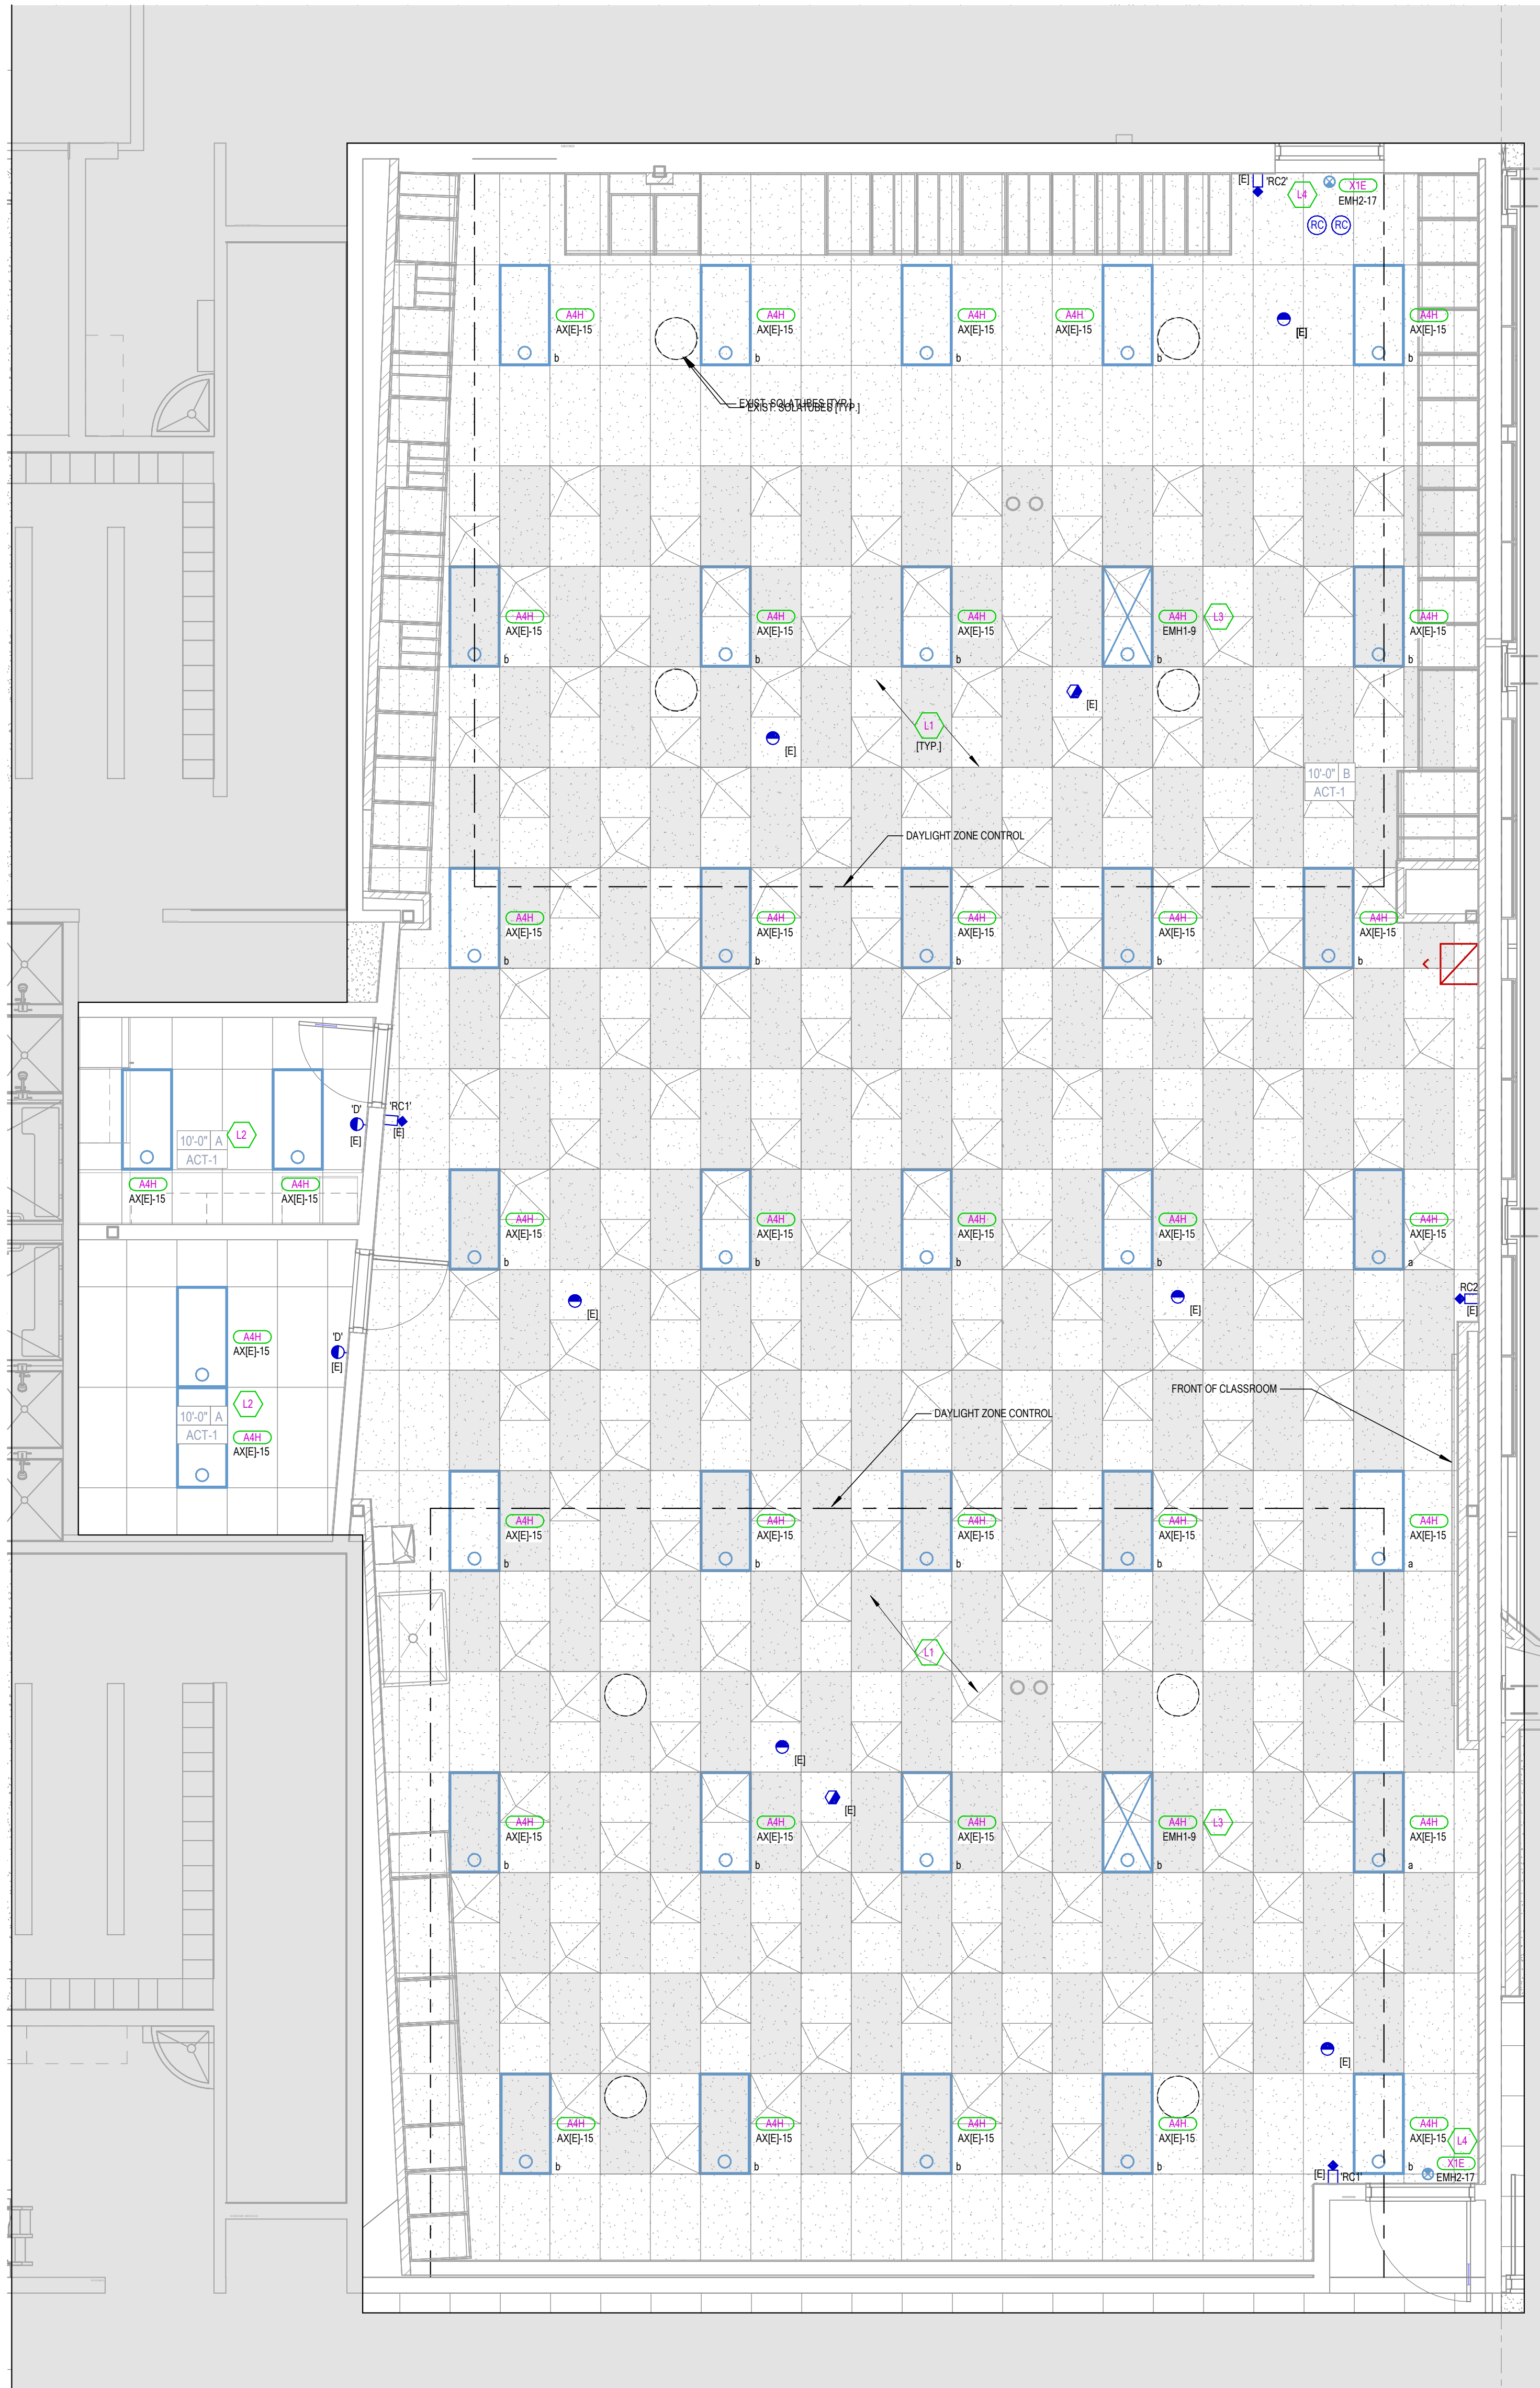 [E]
'RC2'
L4
X1E
EMH2-17
RC
RC
A4H
AX[E]-15
b
A4H
AX[E]-15
b
A4H
AX[E]-15
b
A4H
AX[E]-15
b
A4H
AX[E]-15
b
[E]
EXIST. SOLATUBES [TYP.]
EXIST. SOLATUBES [TYP.]
A4H
AX[E]-15
b
A4H
AX[E]-15
b
A4H
AX[E]-15
b
A4H
EMH1-9
b
L3
A4H
AX[E]-15
b
[E]
L1
[TYP.]
[E]
10'-0"
B
ACT-1
DAYLIGHT ZONE CONTROL
A4H
AX[E]-15
b
A4H
AX[E]-15
b
A4H
AX[E]-15
b
A4H
AX[E]-15
b
A4H
AX[E]-15
b
'D'
[E]
'RC1'
[E]
10'-0"
A
ACT-1
L2
A4H
AX[E]-15
A4H
AX[E]-15
A4H
AX[E]-15
b
A4H
AX[E]-15
b
A4H
AX[E]-15
b
A4H
AX[E]-15
b
A4H
AX[E]-15
a
[E]
[E]
RC2
[E]
'D'
[E]
A4H
AX[E]-15
L2
10'-0"
A
ACT-1
A4H
AX[E]-15
FRONT OF CLASSROOM
DAYLIGHT ZONE CONTROL
A4H
AX[E]-15
b
A4H
AX[E]-15
b
A4H
AX[E]-15
b
A4H
AX[E]-15
b
A4H
AX[E]-15
a
L1
[E]
[E]
A4H
AX[E]-15
b
A4H
AX[E]-15
b
A4H
AX[E]-15
b
A4H
EMH1-9
b
L3
A4H
AX[E]-15
a
[E]
A4H
AX[E]-15
b
A4H
AX[E]-15
b
A4H
AX[E]-15
b
A4H
AX[E]-15
b
A4H
AX[E]-15
b
L4
X1E
EMH2-17
[E]
'RC1'